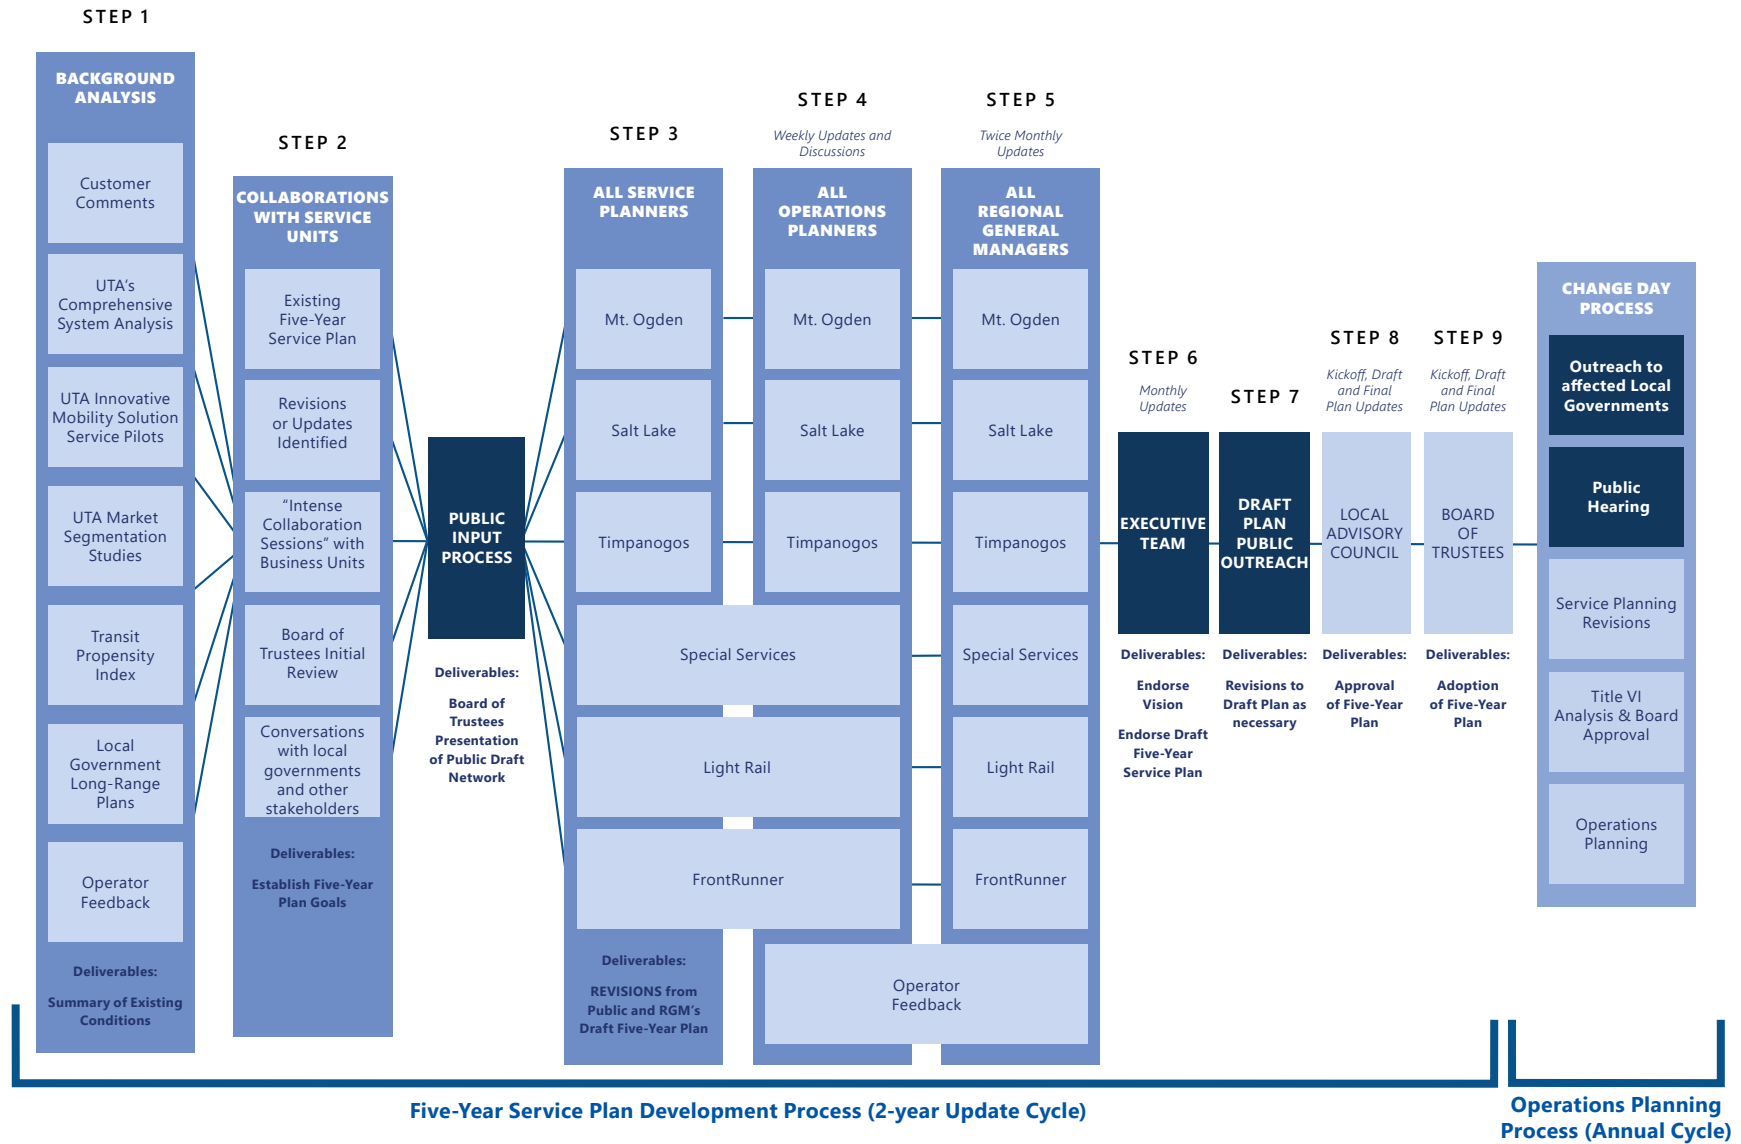 STEP 1
BACKGROUND
ANALYSIS
Customer
Comments
UTA's
Comprehensive
System Analysis
UTA Innovative
Mobility Solution
Service Pilots
UTA Market
Segmentation
Studies
Transit
Propensity
Index
Local
Government
Long-Range
Plans
Operator
Feedback
Deliverables:
Summary of Existing
Conditions
STEP 2
COLLABORATIONS
WITH SERVICE
UNITS
Existing
Five-Year
Service Plan
Revisions
or Updates
Identified
“Intense
Collaboration
Sessions” with
Business Units
Board of
Trustees Initial
Review
Conversations
with local
governments
and other
stakeholders
Deliverables:
Establish Five-Year
Plan Goals
PUBLIC
INPUT
PROCESS
Deliverables:
Board of
Trustees
Presentation
of Public Draft
Network
STEP 3
ALL SERVICE
PLANNERS
Mt. Ogden
Salt Lake
Timpanogos
Special Services
Light Rail
FrontRunner
Deliverables:
REVISIONS from
Public and RGM's
Draft Five-Year Plan
STEP 4
Weekly Updates and
Discussions
ALL
OPERATIONS
PLANNERS
Mt. Ogden
Salt Lake
Timpanogos
STEP 5
Twice Monthly
Updates
ALL
REGIONAL
GENERAL
MANAGERS
Mt. Ogden
Salt Lake
Timpanogos
Special Services
Light Rail
FrontRunner
Operator
Feedback
STEP 6
Monthly
Updates
EXECUTIVE
TEAM
Deliverables:
Endorse
Vision
Endorse Draft
Five-Year
Service Plan
STEP 7
DRAFT
PLAN
PUBLIC
OUTREACH
Deliverables:
Revisions to
Draft Plan as
necessary
STEP 8
Kickoff, Draft
and Final
Plan Updates
LOCAL
ADVISORY
COUNCIL
Deliverables:
Approval
of Five-Year
Plan
STEP 9
Kickoff, Draft
and Final
Plan Updates
BOARD
OF
TRUSTEES
Deliverables:
Adoption
of Five-Year
Plan
CHANGE DAY
PROCESS
Outreach to
affected Local
Governments
Public
Hearing
Service Planning
Revisions
Title VI
Analysis & Board
Approval
Operations
Planning
Five-Year Service Plan Development Process (2-year Update Cycle)
Operations Planning
Process (Annual Cycle)